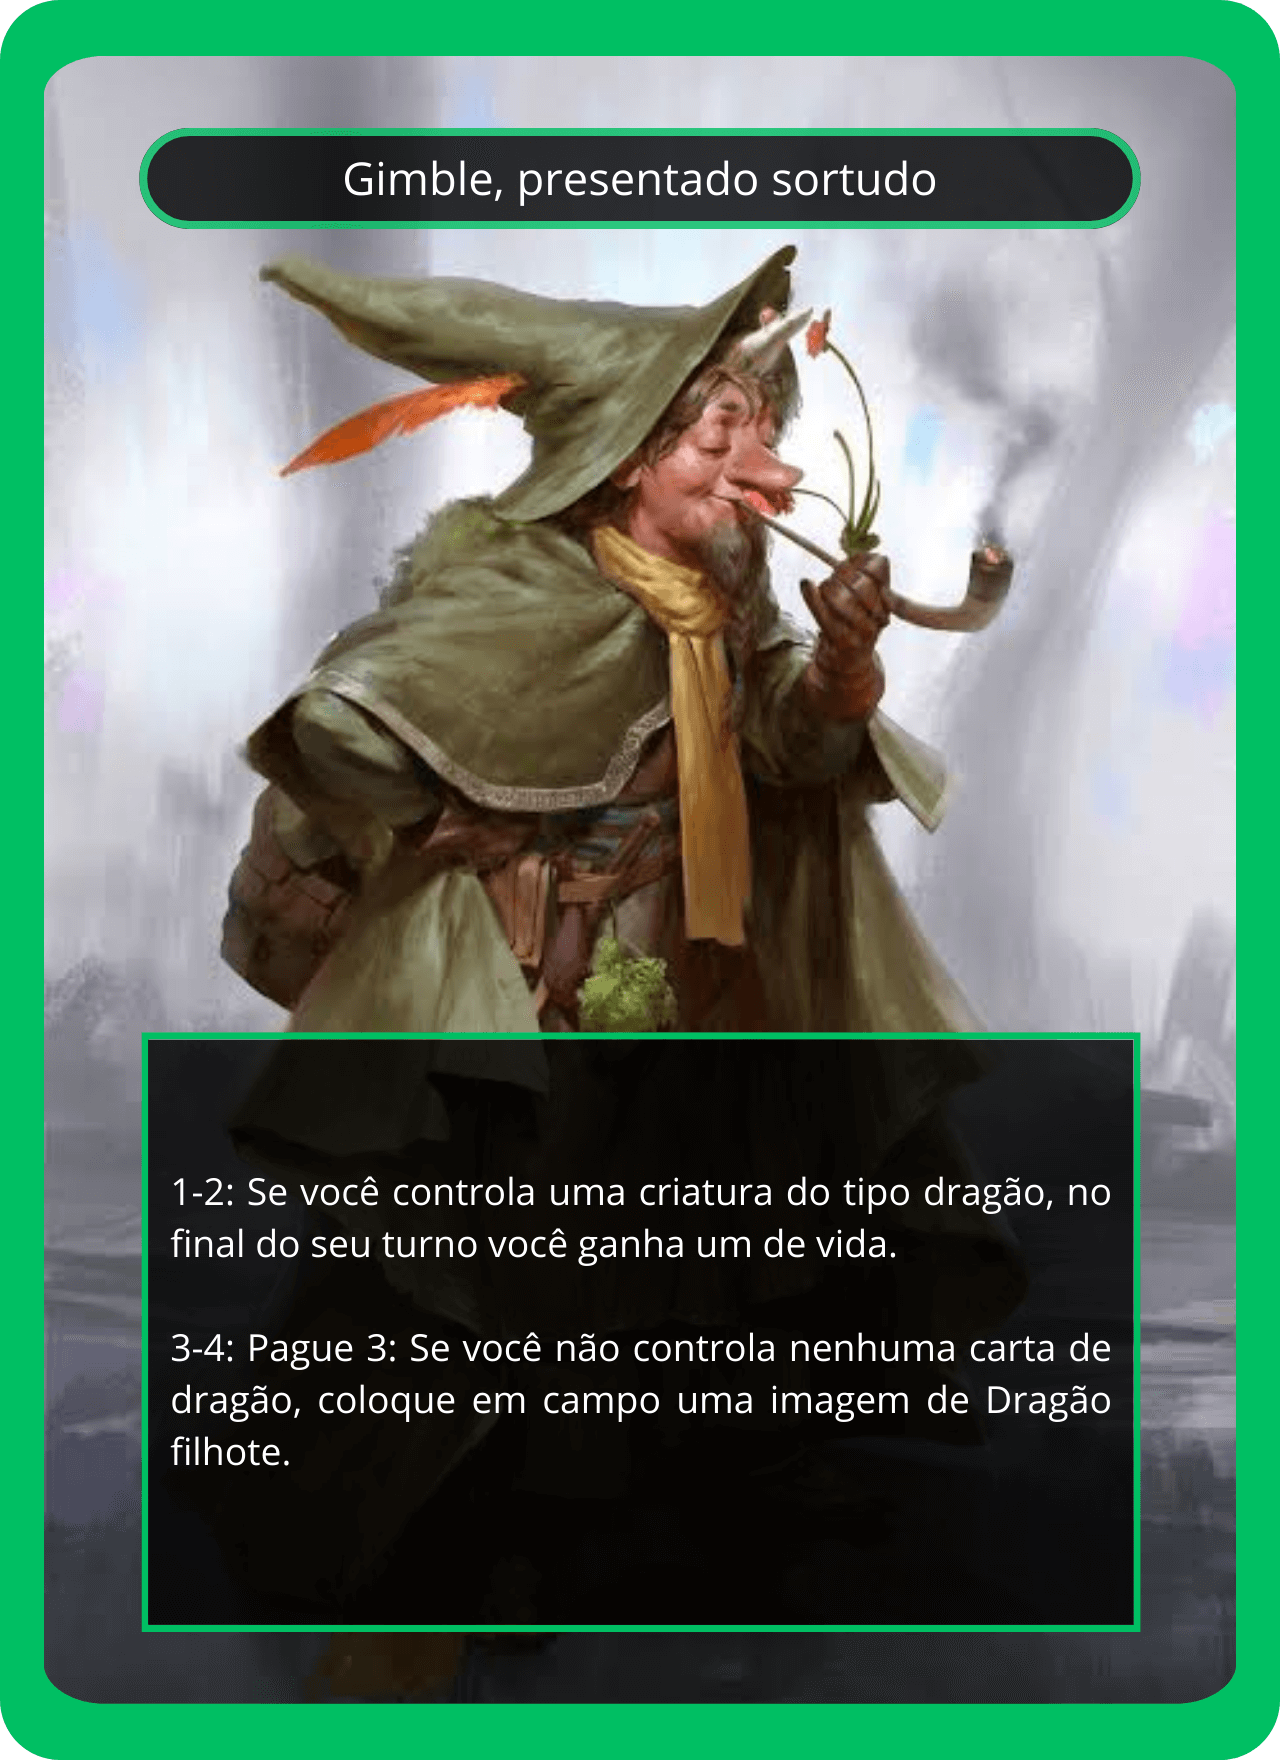 Gimble, presentado sortudo
1-2: Se você controla uma criatura do tipo dragão, no
final do seu turno você ganha um de vida.
3-4: Pague 3: Se você não controla nenhuma carta de
dragão, coloque em campo uma imagem de Dragão
filhote.